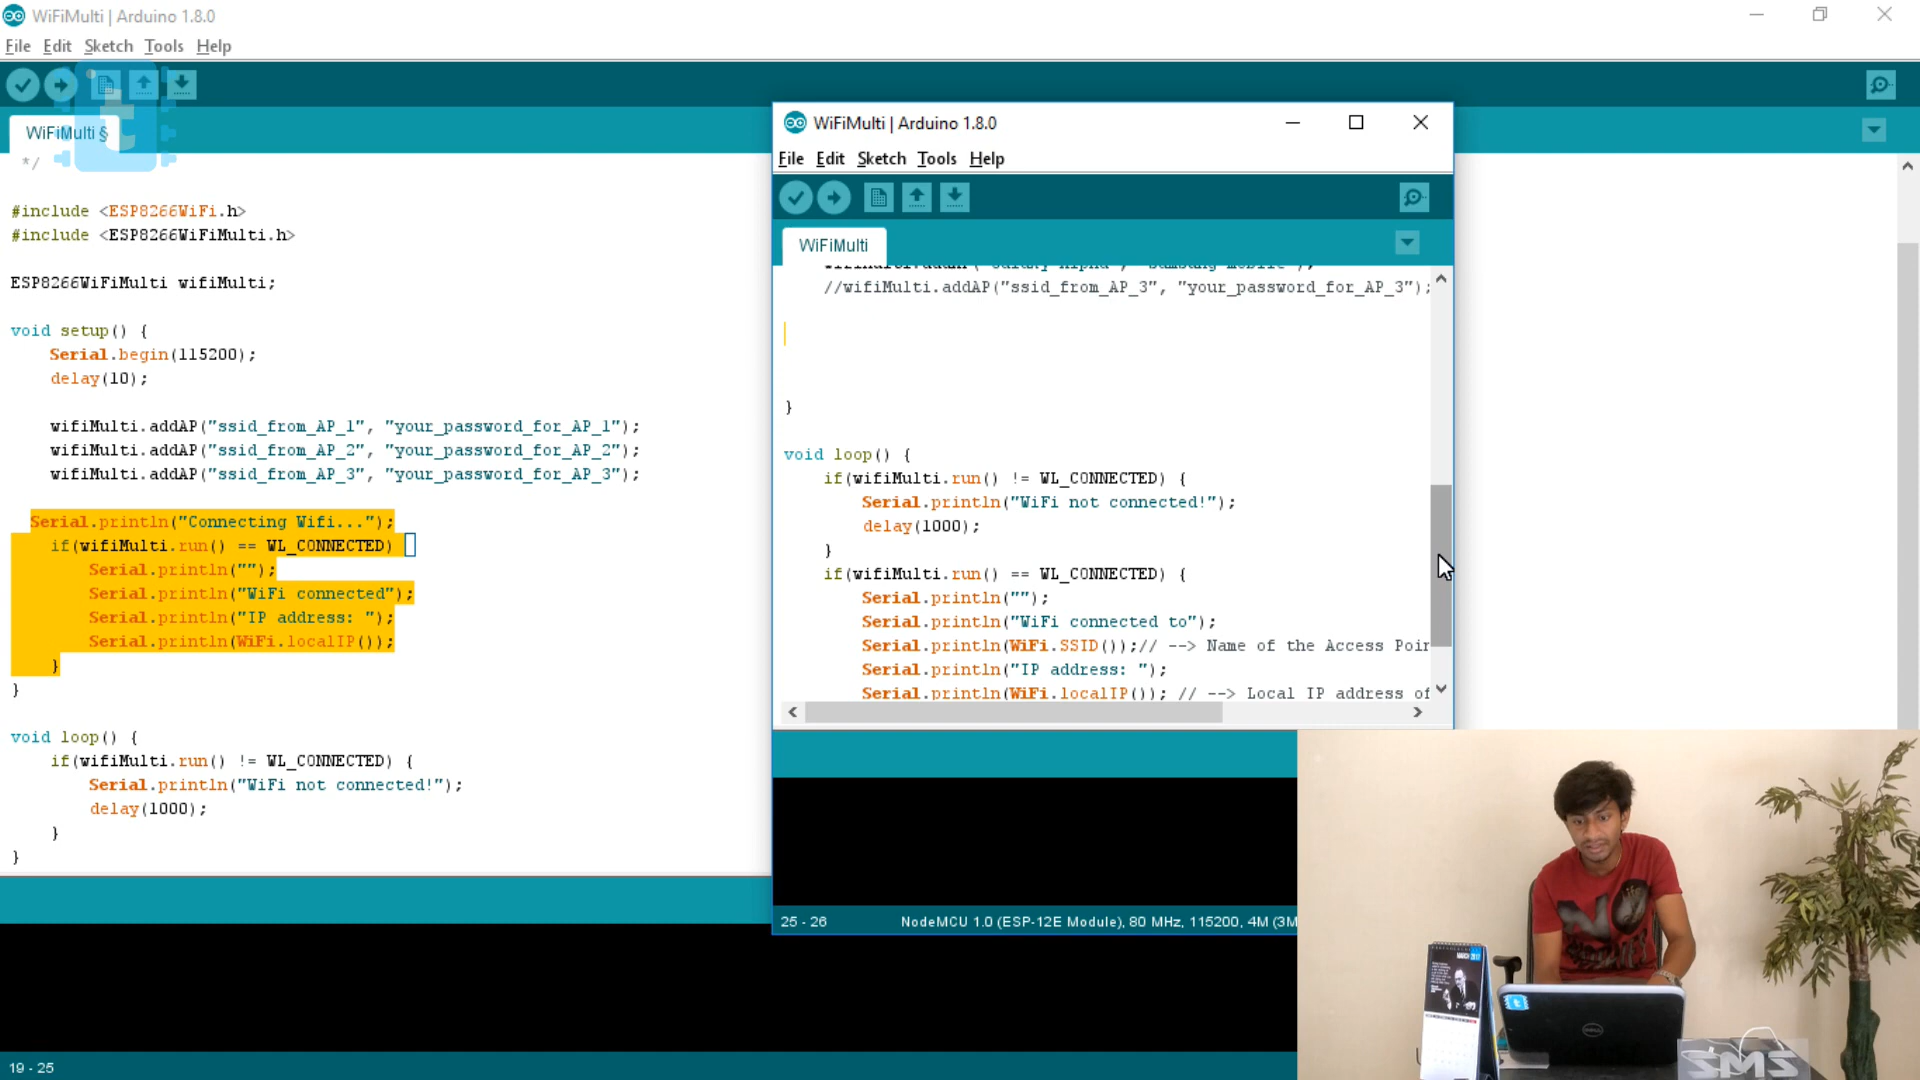 WiFiMulti | Arduino 1.8.0
File Edit Sketch Tools Help
WiFiMulti §
*/
#include <ESP8266WiFi.h>
#include <ESP8266WiFiMulti.h>
ESP8266WiFiMulti wifiMulti;
void setup() {
Serial.begin(115200);
delay(10);
wifiMulti.addAP("ssid_from_AP_1", "your_password_for_AP_1");
wifiMulti.addAP("ssid_from_AP_2", "your_password_for_AP_2");
wifiMulti.addAP("ssid_from_AP_3", "your_password_for_AP_3");
Serial.println("Connecting Wifi...");
if(wifiMulti.run() == WL_CONNECTED)
Serial.println("");
Serial.println("WiFi connected");
Serial.println("IP address: ");
Serial.println(WiFi.localIP());
}
}
void loop() {
if(wifiMulti.run() != WL_CONNECTED) {
Serial.println("WiFi not connected!");
delay(1000);
}
}
19 - 25
WiFiMulti | Arduino 1.8.0
File Edit Sketch Tools Help
WiFiMulti
//wifiMulti.addAP("ssid_from_AP_3", "your_password_for_AP_3");
}
void loop() {
if(wifiMulti.run() != WL_CONNECTED) {
Serial.println("WiFi not connected!");
delay(1000);
}
if(wifiMulti.run() == WL_CONNECTED) {
Serial.println("");
Serial.println("WiFi connected to");
Serial.println(WiFi.SSID());// --> Name of the Access Poin
Serial.println("IP address: ");
Serial.println(WiFi.localIP()); // --> Local IP address of
25 - 26
NodeMCU 1.0 (ESP-12E Module), 80 MHz, 115200, 4M (3M
t
NO
MARCH 2017
t
DELL
SMS